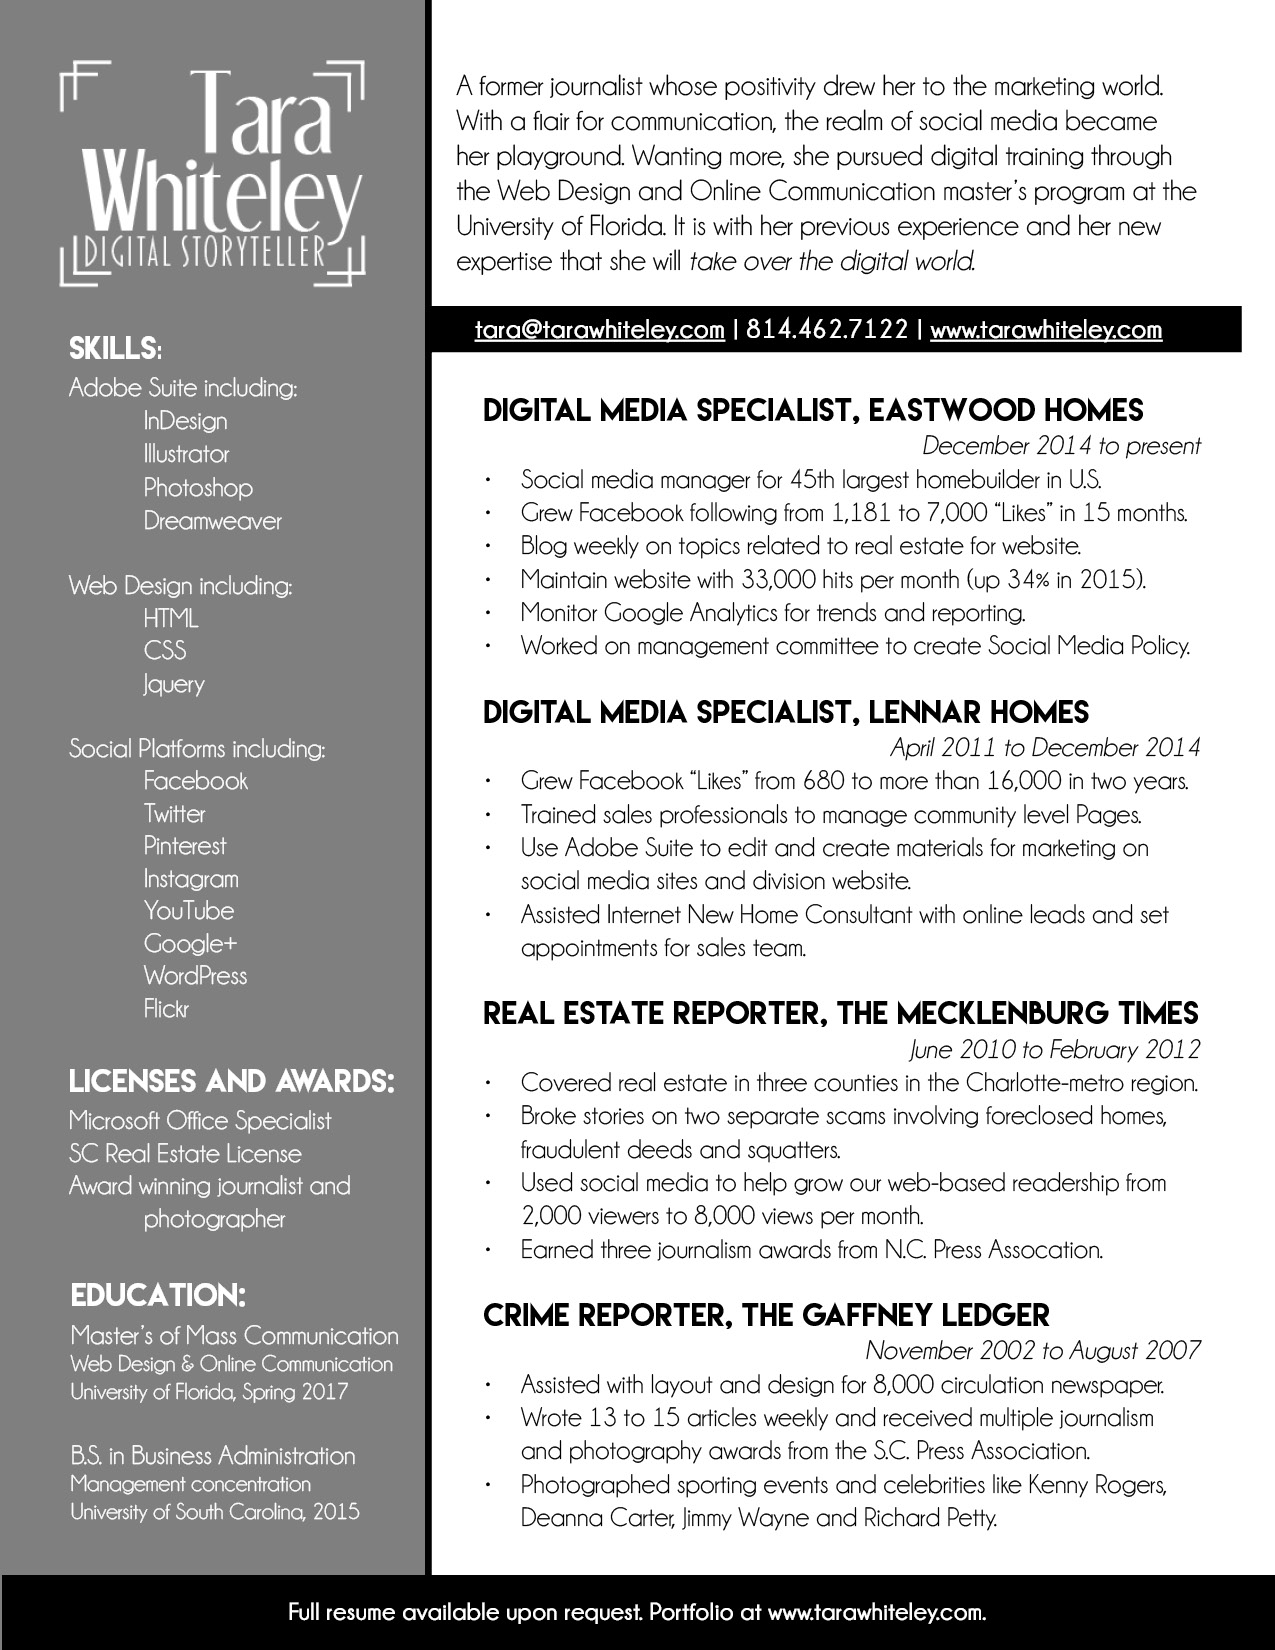 Tara
Whiteley
DIGITAL STORYTELLER
SKILLS:
Adobe Suite including:
InDesign
Illustrator
Photoshop
Dreamweaver
Web Design including:
HTML
CSS
Jquery
Social Platforms including:
Facebook
Twitter
Pinterest
Instagram
YouTube
Google+
WordPress
Flickr
LICENSES AND AWARDS:
Microsoft Office Specialist
SC Real Estate License
Award winning journalist and
photographer
EDUCATION:
Master's of Mass Communication
Web Design & Online Communication
University of Florida, Spring 2017
B.S. in Business Administration
Management concentration
University of South Carolina, 2015
A former journalist whose positivity drew her to the marketing world.
With a flair for communication, the realm of social media became
her playground. Wanting more, she pursued digital training through
the Web Design and Online Communication master's program at the
University of Florida. It is with her previous experience and her new
expertise that she will take over the digital world.
tara@tarawhiteley.com | 814.462.7122 | www.tarawhiteley.com
DIGITAL MEDIA SPECIALIST, EASTWOOD HOMES
December 2014 to present
• Social media manager for 45th largest homebuilder in U.S.
• Grew Facebook following from 1,181 to 7,000 “Likes” in 15 months.
• Blog weekly on topics related to real estate for website.
• Maintain website with 33,000 hits per month (up 34% in 2015).
• Monitor Google Analytics for trends and reporting.
• Worked on management committee to create Social Media Policy.
DIGITAL MEDIA SPECIALIST, LENNAR HOMES
April 2011 to December 2014
• Grew Facebook “Likes” from 680 to more than 16,000 in two years.
• Trained sales professionals to manage community level Pages.
• Use Adobe Suite to edit and create materials for marketing on
social media sites and division website.
• Assisted Internet New Home Consultant with online leads and set
appointments for sales team.
REAL ESTATE REPORTER, THE MECKLENBURG TIMES
June 2010 to February 2012
• Covered real estate in three counties in the Charlotte-metro region.
• Broke stories on two separate scams involving foreclosed homes,
fraudulent deeds and squatters.
• Used social media to help grow our web-based readership from
2,000 viewers to 8,000 views per month.
• Earned three journalism awards from N.C. Press Assocation.
CRIME REPORTER, THE GAFFNEY LEDGER
November 2002 to August 2007
• Assisted with layout and design for 8,000 circulation newspaper.
• Wrote 13 to 15 articles weekly and received multiple journalism
and photography awards from the S.C. Press Association.
• Photographed sporting events and celebrities like Kenny Rogers,
Deanna Carter, Jimmy Wayne and Richard Petty.
Full resume available upon request. Portfolio at www.tarawhiteley.com.